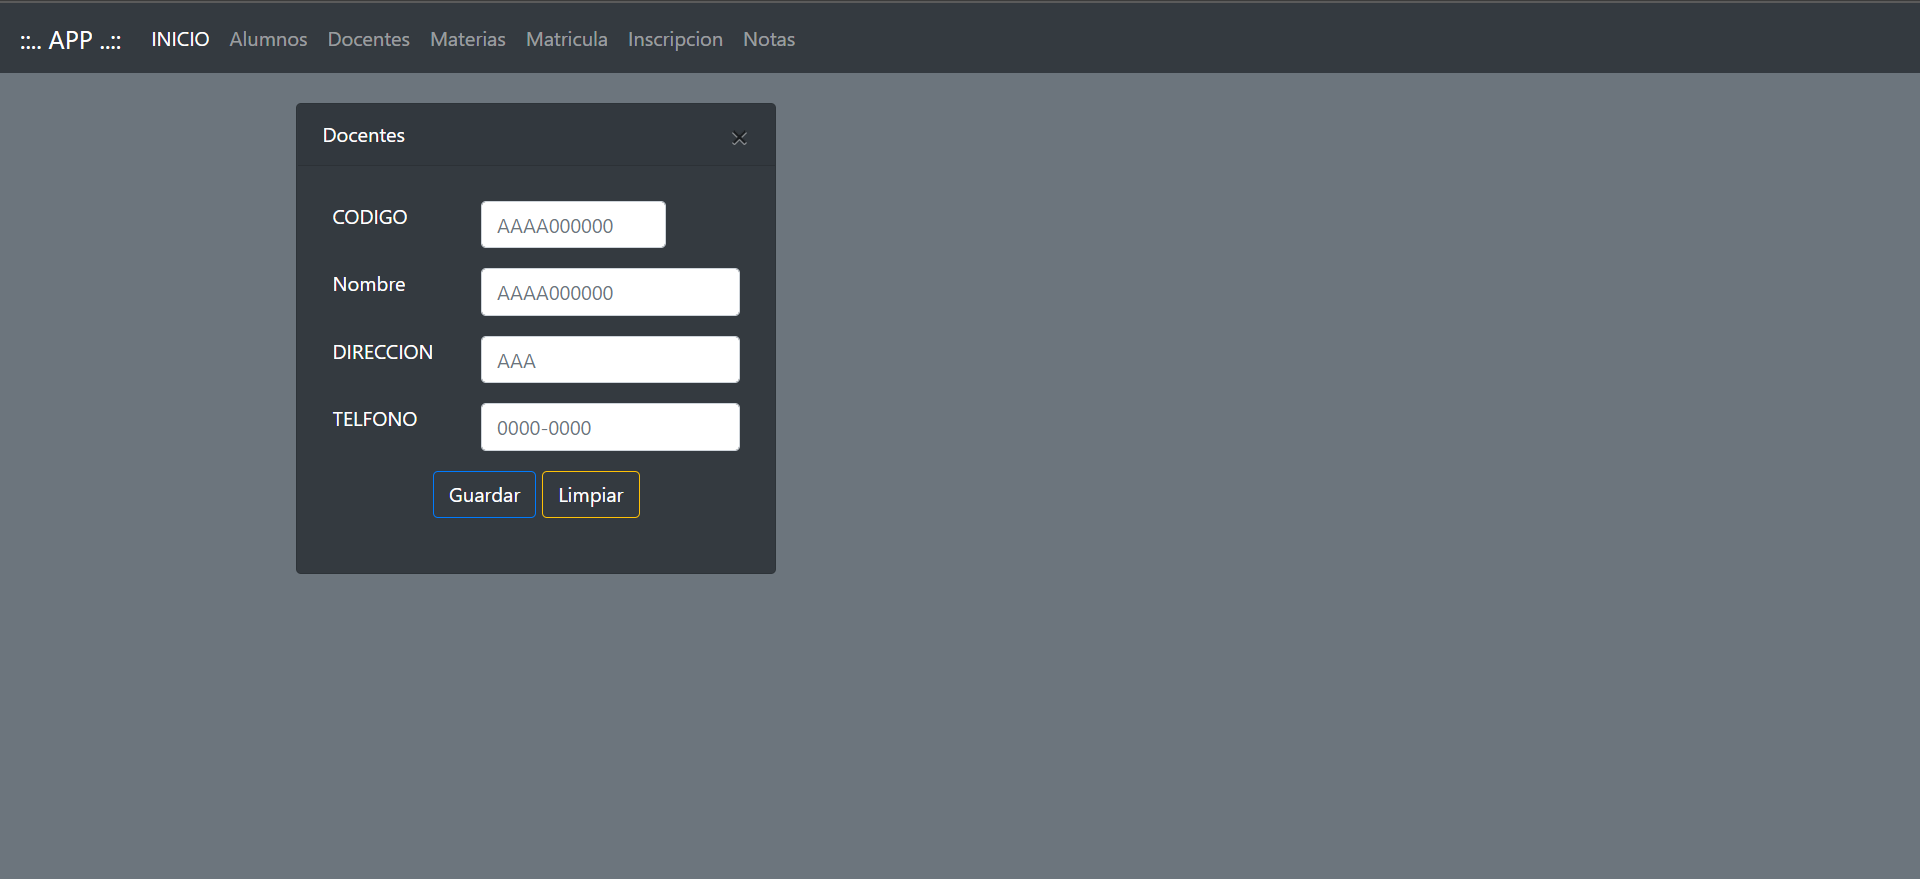 ::.. APP ..:: INICIO Alumnos Docentes Materias Matricula Inscripcion Notas
Docentes ×
CODIGO AAAA000000
Nombre AAAA000000
DIRECCION AAA
TELFONO 0000-0000
Guardar Limpiar